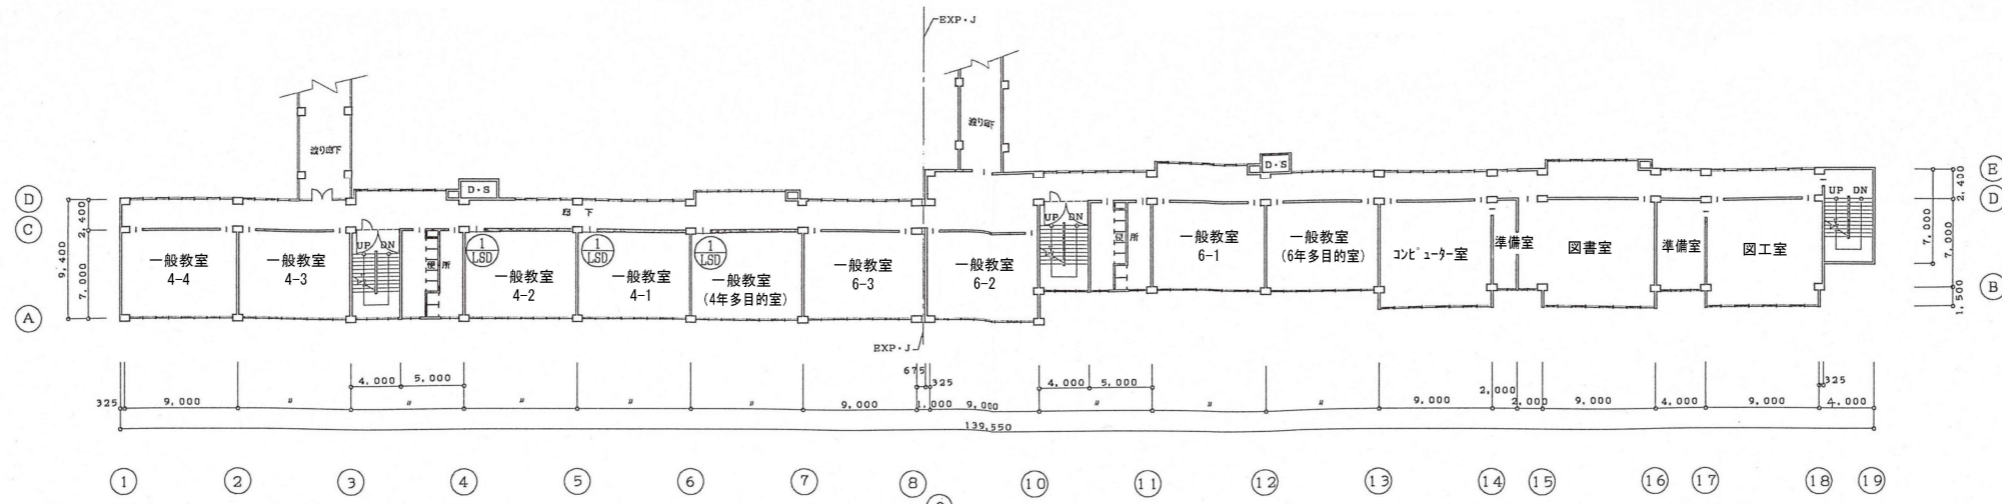 EXP・J
渡り廊下
渡り廊下
D・S
D・S
D
C
A
2,400
7,000
9,400
廊下
一般教室
4-4
一般教室
4-3
UP DN
便所
1
LSD
一般教室
4-2
1
LSD
一般教室
4-1
1
LSD
一般教室
(4年多目的室)
一般教室
6-3
一般教室
6-2
UP DN
便所
一般教室
6-1
一般教室
(6年多目的室)
コンピューター室
準備室
図書室
準備室
図工室
UP DN
E
D
B
2,400
7,000
7,000
1,500
EXP・J
325
9,000
〃
4,000
5,000
〃
〃
〃
9,000
675
1,000
325
9,000
4,000
5,000
〃
〃
〃
9,000
2,000
2,000
9,000
4,000
9,000
325
4,000
139,550
1
2
3
4
5
6
7
8
10
11
12
13
14
15
16
17
18
19